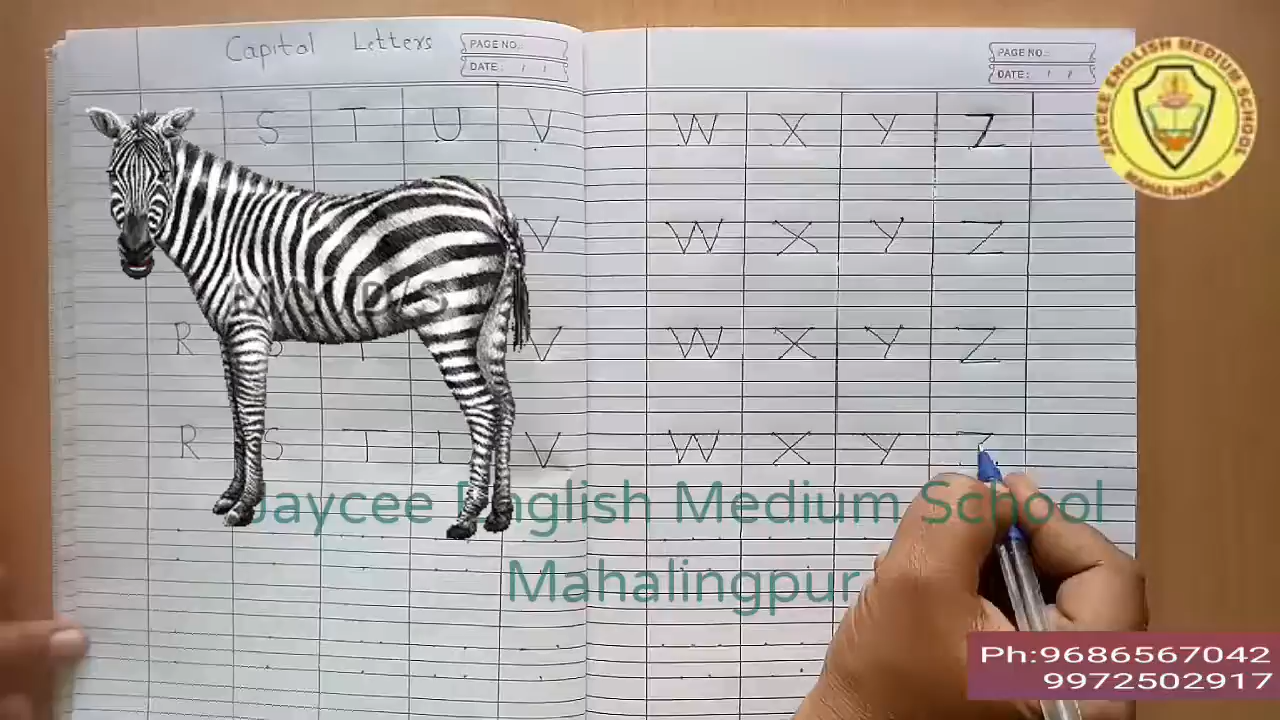 Capital Letters
PAGE NO.:
DATE: / /
PAGE NO.:
DATE: / /
S T U V W X Y Z
V W X Y Z
R S T V W X Y Z
R S T U V W X Y Z
Jaycee English Medium School
Mahalingpur
JAYCEE ENGLISH MEDIUM SCHOOL
MAHALINGPUR
Ph:9686567042
9972502917